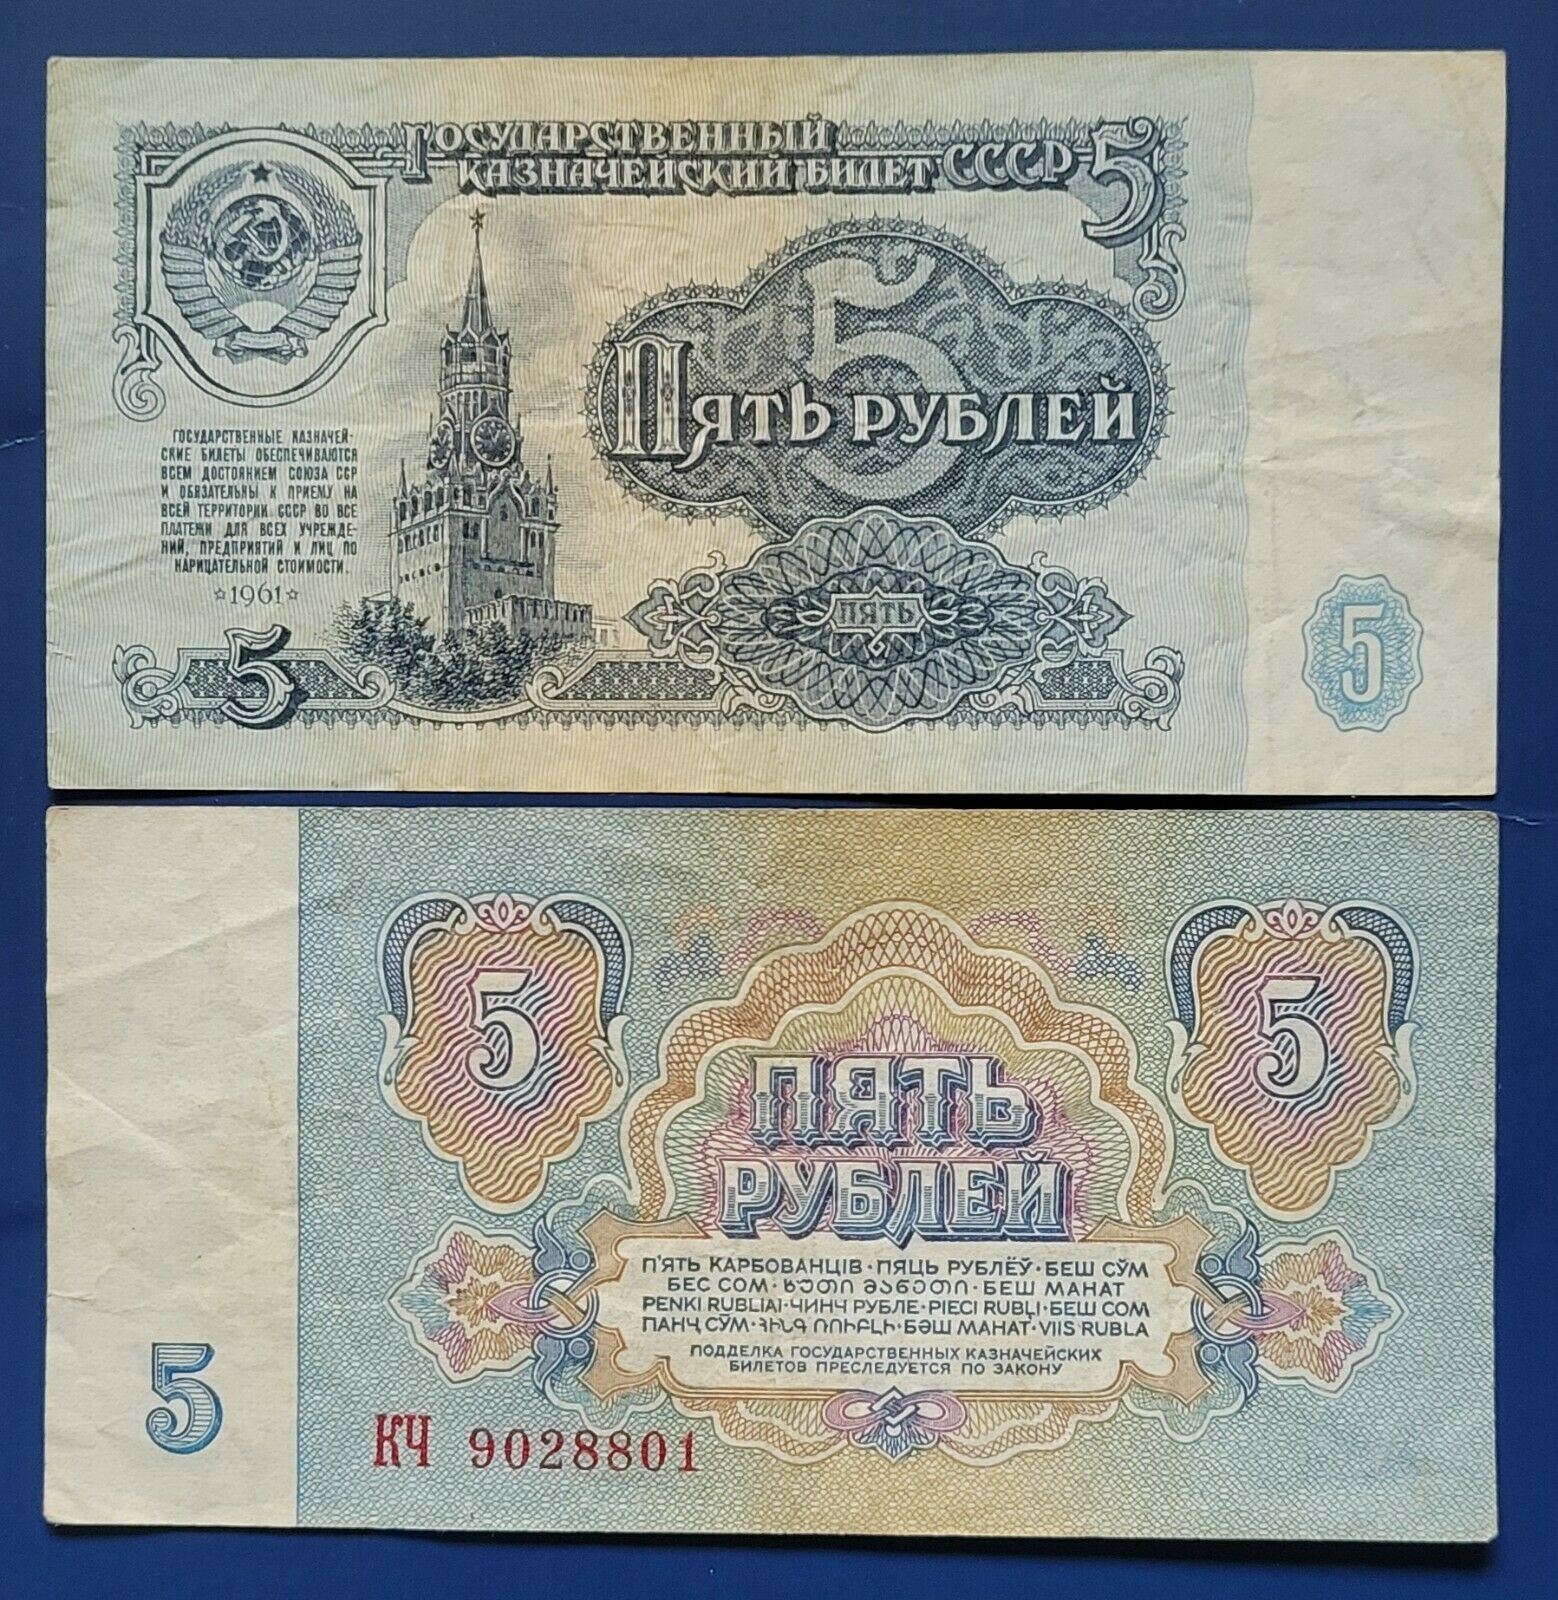 ГОСУДАРСТВЕННЫЙ
КАЗНАЧЕЙСКИЙ БИЛЕТ СССР
5
5
ПЯТЬ РУБЛЕЙ
ГОСУДАРСТВЕННЫЕ КАЗНАЧЕЙ-
СКИЕ БИЛЕТЫ ОБЕСПЕЧИВАЮТСЯ
ВСЕМ ДОСТОЯНИЕМ СОЮЗА ССР
И ОБЯЗАТЕЛЬНЫ К ПРИЕМУ НА
ВСЕЙ ТЕРРИТОРИИ СССР ВО ВСЕ
ПЛАТЕЖИ ДЛЯ ВСЕХ УЧРЕЖДЕ-
НИЙ, ПРЕДПРИЯТИЙ И ЛИЦ ПО
НАРИЦАТЕЛЬНОЙ СТОИМОСТИ.
☆1961☆
ПЯТЬ
5
5
5
5
ПЯТЬ
РУБЛЕЙ
П'ЯТЬ КАРБОВАНЦІВ · ПЯЦЬ РУБЛЁЎ · БЕШ СЎМ
БЕС СОМ · ᲮᲣᲗᲘ ᲛᲐᲜᲔᲗᲘ · БЕШ МАНАТ
PENKI RUBLIAI · ЧИНЧ РУБЛЕ · PIECI RUBĻI · БЕШ СОМ
ПАНҶ СӮМ · ՀԻՆԳ ՌՈՒԲԼԻ · БӘШ МАНАТ · VIIS RUBLA
ПОДДЕЛКА ГОСУДАРСТВЕННЫХ КАЗНАЧЕЙСКИХ
БИЛЕТОВ ПРЕСЛЕДУЕТСЯ ПО ЗАКОНУ
5
КЧ 9028801